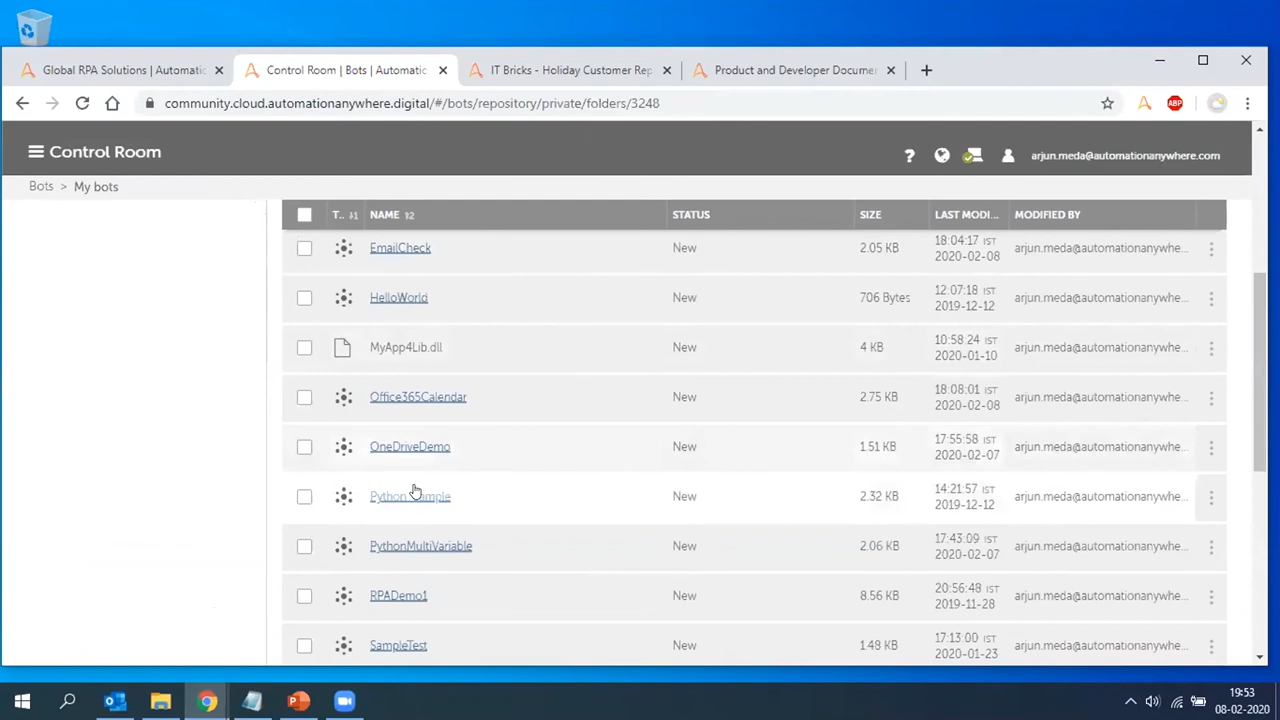 Global RPA Solutions | Automatic
Control Room | Bots | Automatic
IT Bricks - Holiday Customer Rep
Product and Developer Documen
community.cloud.automationanywhere.digital/#/bots/repository/private/folders/3248
ABP
Control Room
arjun.meda@automationanywhere.com
Bots > My bots
T.. NAME STATUS SIZE LAST MODI... MODIFIED BY
EmailCheck New 2.05 KB 18:04:17 IST 2020-02-08 arjun.meda@automationanywhe...
HelloWorld New 706 Bytes 12:07:18 IST 2019-12-12 arjun.meda@automationanywhe...
MyApp4Lib.dll New 4 KB 10:58:24 IST 2020-01-10 arjun.meda@automationanywhe...
Office365Calendar New 2.75 KB 18:08:01 IST 2020-02-08 arjun.meda@automationanywhe...
OneDriveDemo New 1.51 KB 17:55:58 IST 2020-02-07 arjun.meda@automationanywhe...
Python Sample New 2.32 KB 14:21:57 IST 2019-12-12 arjun.meda@automationanywhe...
PythonMultiVariable New 2.06 KB 17:43:09 IST 2020-02-07 arjun.meda@automationanywhe...
RPADemo1 New 8.56 KB 20:56:48 IST 2019-11-28 arjun.meda@automationanywhe...
SampleTest New 1.48 KB 17:13:00 IST 2020-01-23 arjun.meda@automationanywhe...
19:53
08-02-2020